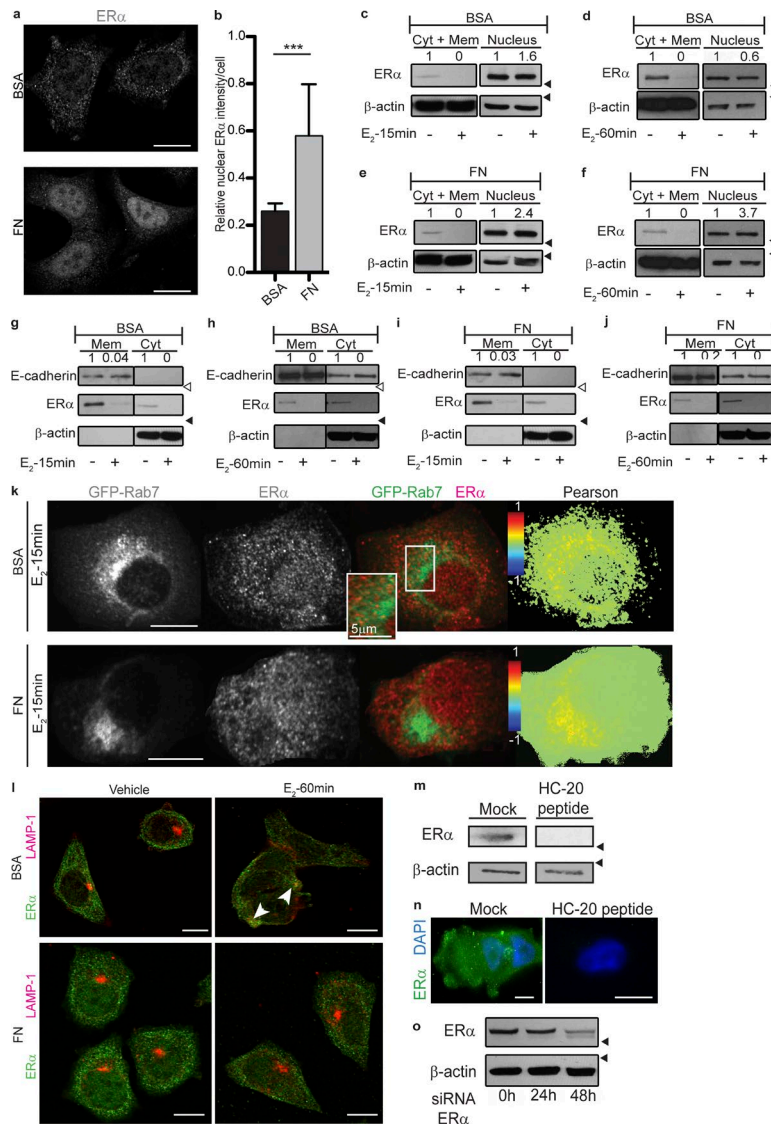 a
ERα
BSA
FN
b
***
Relative nuclear ERα intensity/cell
1.0
0.8
0.6
0.4
0.2
0.0
BSA
FN
c
BSA
Cyt + Mem Nucleus
1 0 1 1.6
ERα
β-actin
E2-15min - + - +
d
BSA
Cyt + Mem Nucleus
1 0 1 0.6
ERα
β-actin
E2-60min - + - +
e
FN
Cyt + Mem Nucleus
1 0 1 2.4
ERα
β-actin
E2-15min - + - +
f
FN
Cyt + Mem Nucleus
1 0 1 3.7
ERα
β-actin
E2-60min - + - +
g
BSA
Mem Cyt
1 0.04 1 0
E-cadherin
ERα
β-actin
E2-15min - + - +
h
BSA
Mem Cyt
1 0 1 0
E2-60min - + - +
i
FN
Mem Cyt
1 0.03 1 0
E-cadherin
ERα
β-actin
E2-15min - + - +
j
FN
Mem Cyt
1 0.2 1 0
E-cadherin
ERα
β-actin
E2-60min - + - +
k
GFP-Rab7
ERα
GFP-Rab7 ERα
Pearson
BSA
E2-15min
5μm
1
-1
FN
E2-15min
1
-1
l
Vehicle
E2-60min
BSA
ERα LAMP-1
FN
ERα LAMP-1
m
Mock
HC-20
peptide
ERα
β-actin
n
Mock
HC-20 peptide
ERα DAPI
o
ERα
β-actin
siRNA 0h 24h 48h
ERα